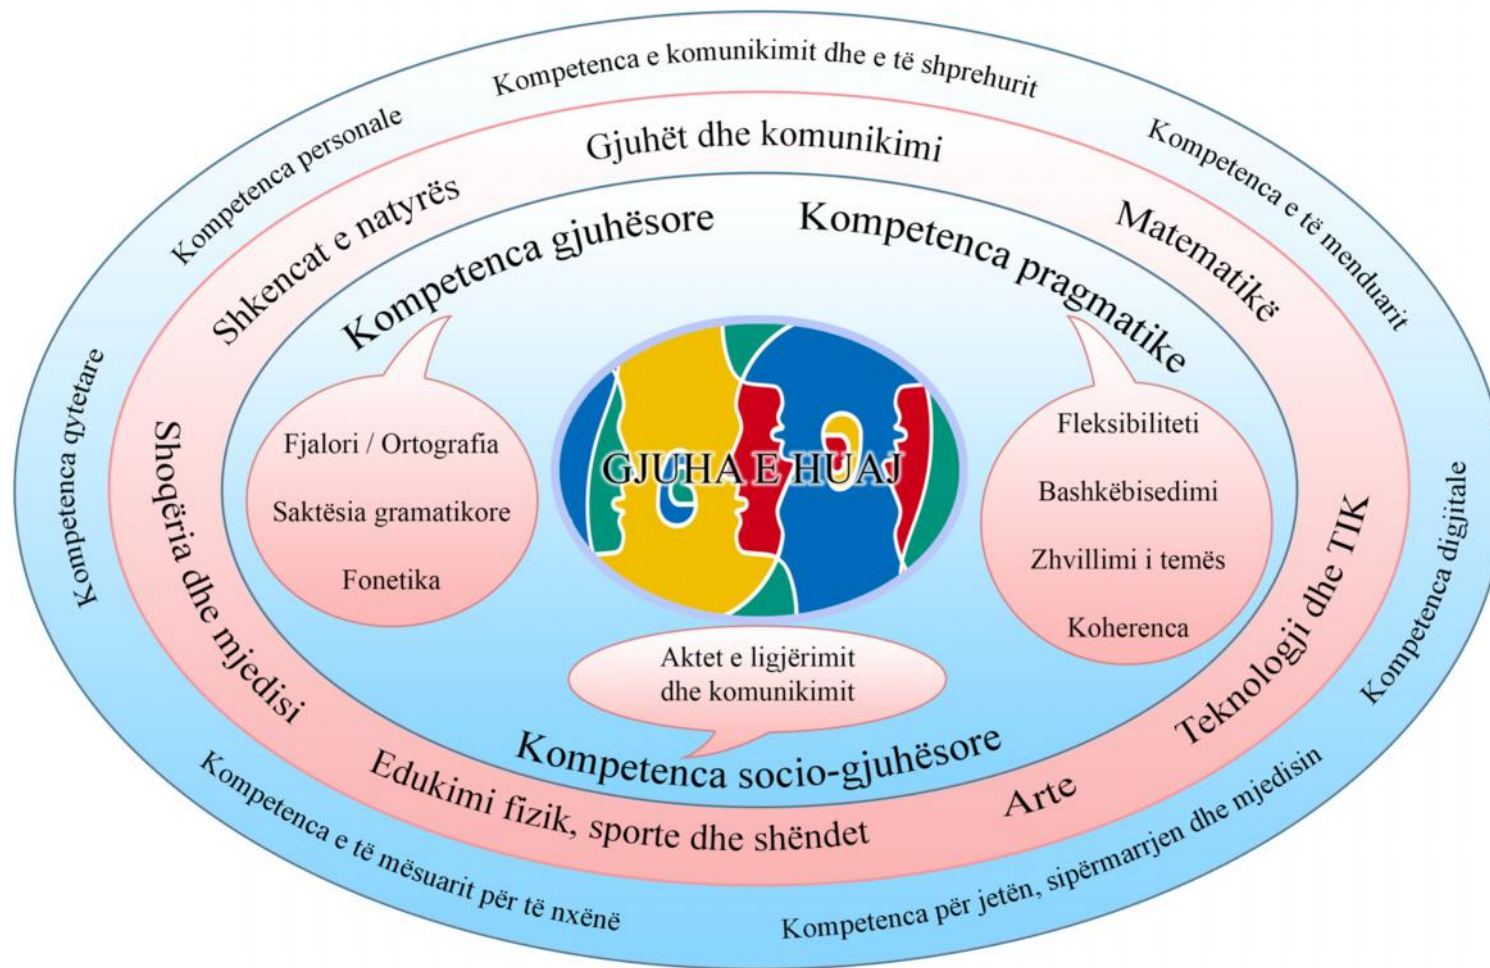 Kompetenca e komunikimit dhe e të shprehurit
Kompetenca personale
Kompetenca e të menduarit
Kompetenca qytetare
Kompetenca digjitale
Kompetenca e të mësuarit për të nxënë
Kompetenca për jetën, sipërmarrjen dhe mjedisin
Gjuhët dhe komunikimi
Shkencat e natyrës
Matematikë
Shoqëria dhe mjedisi
Teknologji dhe TIK
Edukimi fizik, sporte dhe shëndet
Arte
Kompetenca gjuhësore
Kompetenca pragmatike
Fjalori / Ortografia
Saktësia gramatikore
Fonetika
GJUHA E HUAJ
Fleksibiliteti
Bashkëbisedimi
Zhvillimi i temës
Koherenca
Aktet e ligjërimit
dhe komunikimit
Kompetenca socio-gjuhësore